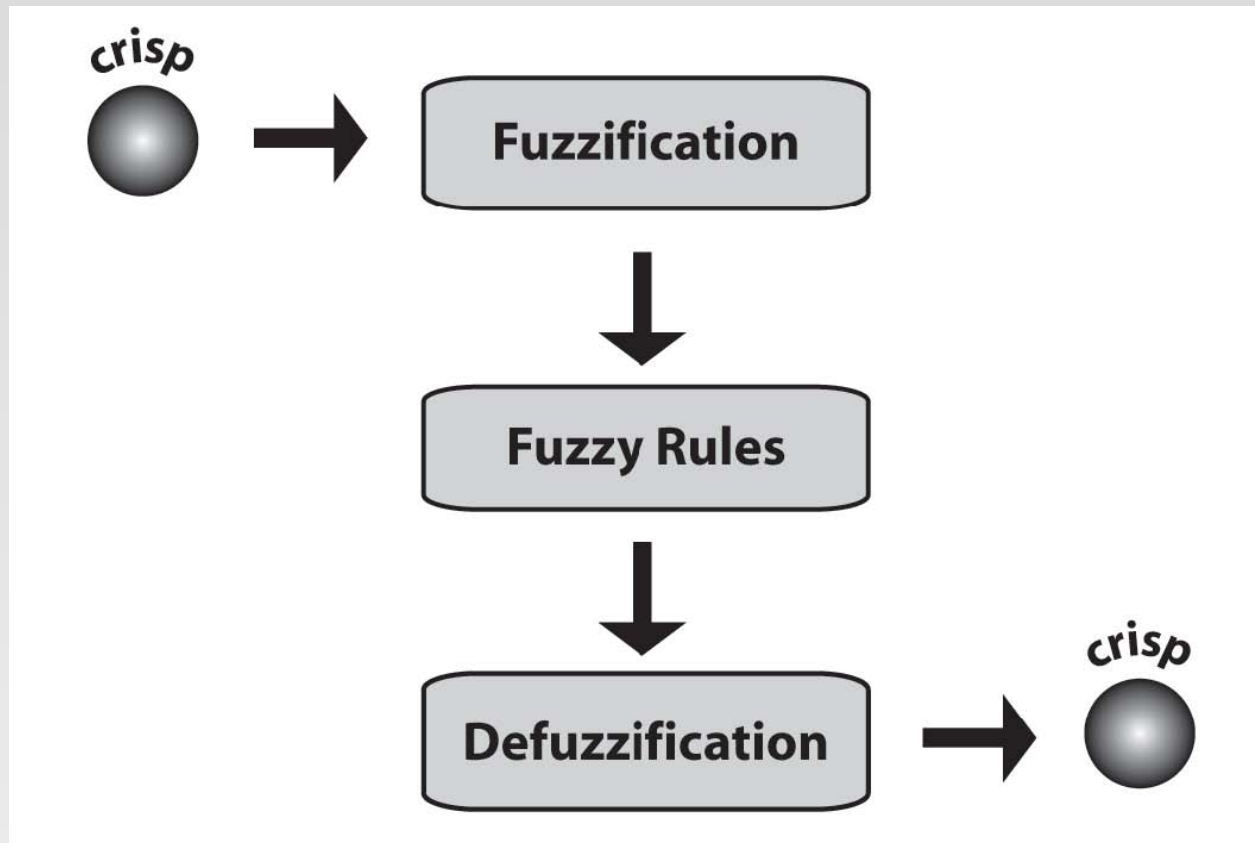 crisp
Fuzzification
Fuzzy Rules
Defuzzification
crisp